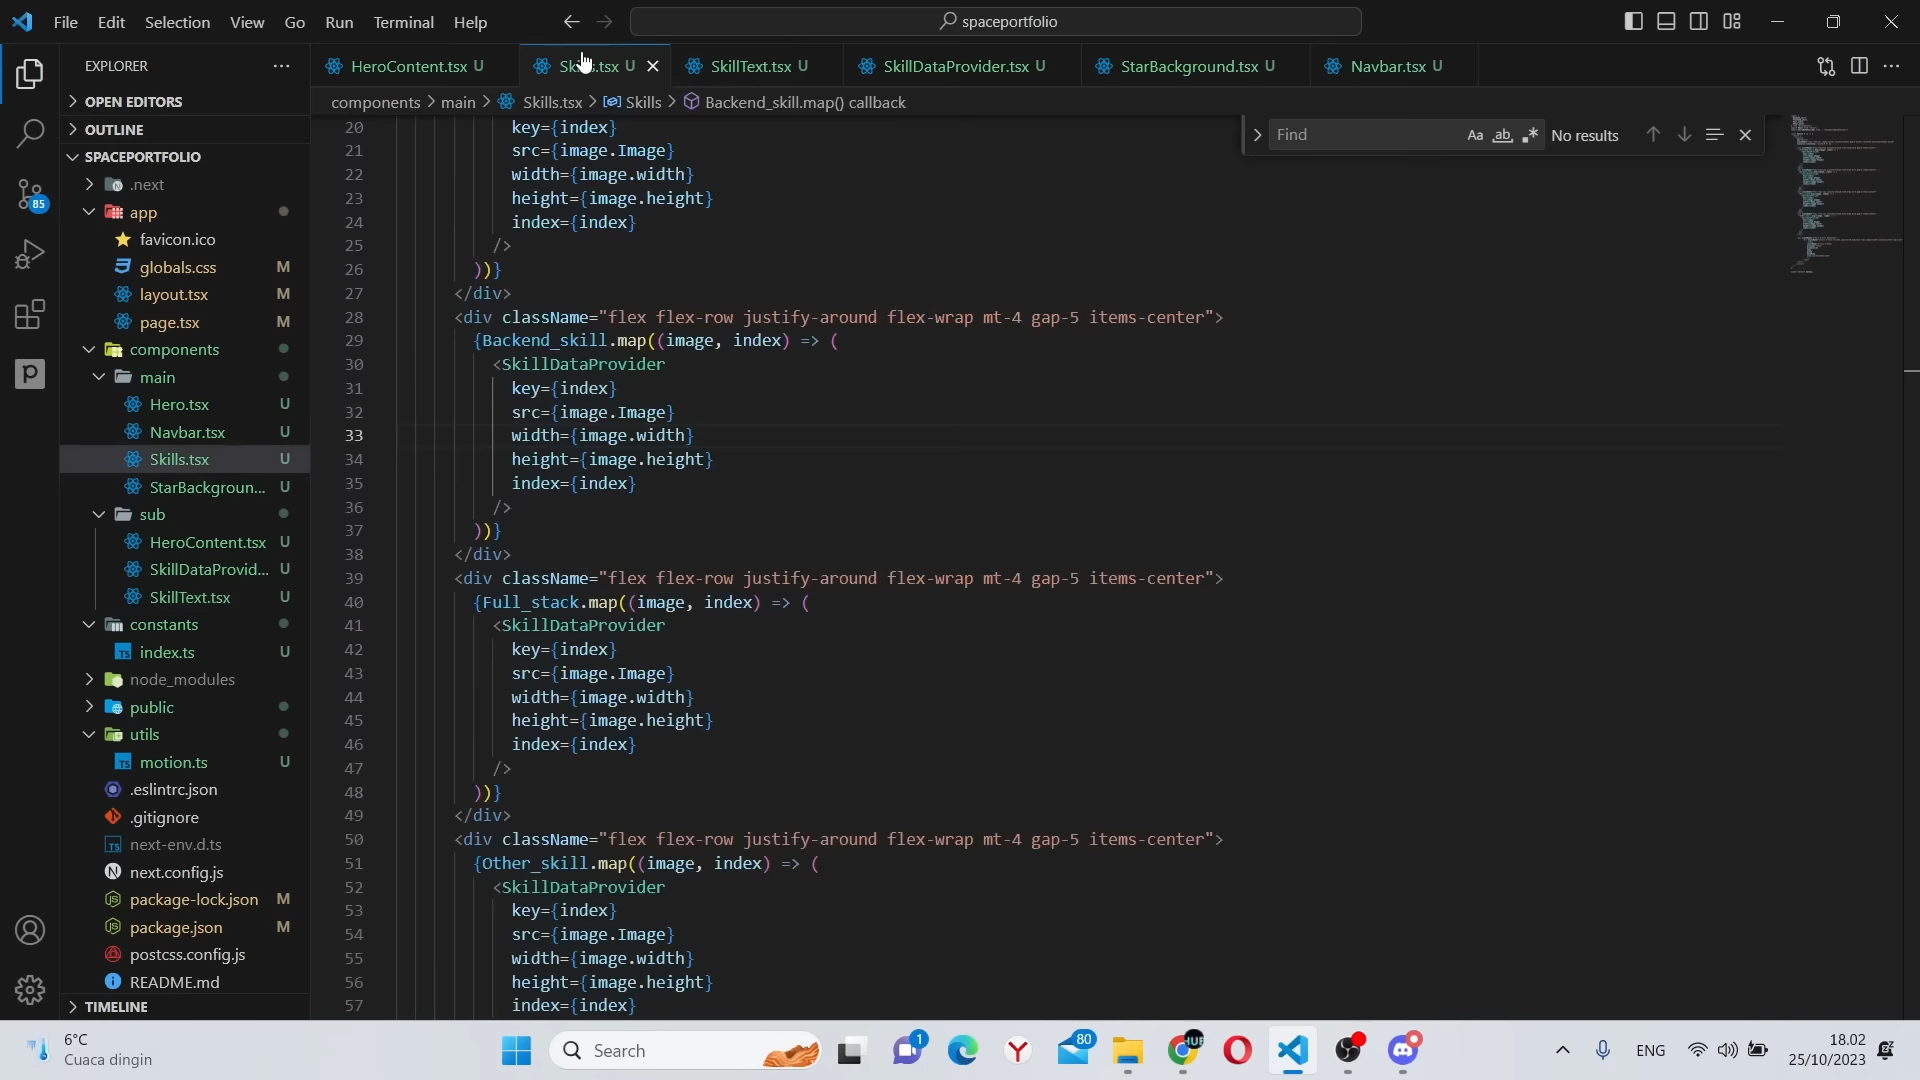 File Edit Selection View Go Run Terminal Help
spaceportfolio
EXPLORER
OPEN EDITORS
OUTLINE
SPACEPORTFOLIO
.next
app
favicon.ico
globals.css M
layout.tsx M
page.tsx M
components
main
Hero.tsx U
Navbar.tsx U
Skills.tsx U
StarBackgroun... U
sub
HeroContent.tsx U
SkillDataProvid... U
SkillText.tsx U
constants
index.ts U
node_modules
public
utils
motion.ts U
.eslintrc.json
.gitignore
next-env.d.ts
next.config.js
package-lock.json M
package.json M
postcss.config.js
README.md
TIMELINE
85
HeroContent.tsx U Skills.tsx U SkillText.tsx U SkillDataProvider.tsx U StarBackground.tsx U Navbar.tsx U
components > main > Skills.tsx > Skills > Backend_skill.map() callback
Find Aa ab No results
20 key={index}
21 src={image.Image}
22 width={image.width}
23 height={image.height}
24 index={index}
25 />
26 ))}
27 </div>
28 <div className="flex flex-row justify-around flex-wrap mt-4 gap-5 items-center">
29 {Backend_skill.map((image, index) => (
30 <SkillDataProvider
31 key={index}
32 src={image.Image}
33 width={image.width}
34 height={image.height}
35 index={index}
36 />
37 ))}
38 </div>
39 <div className="flex flex-row justify-around flex-wrap mt-4 gap-5 items-center">
40 {Full_stack.map((image, index) => (
41 <SkillDataProvider
42 key={index}
43 src={image.Image}
44 width={image.width}
45 height={image.height}
46 index={index}
47 />
48 ))}
49 </div>
50 <div className="flex flex-row justify-around flex-wrap mt-4 gap-5 items-center">
51 {Other_skill.map((image, index) => (
52 <SkillDataProvider
53 key={index}
54 src={image.Image}
55 width={image.width}
56 height={image.height}
57 index={index}
6°C
Cuaca dingin
Search
1
80
HUB
ENG
18.02
25/10/2023